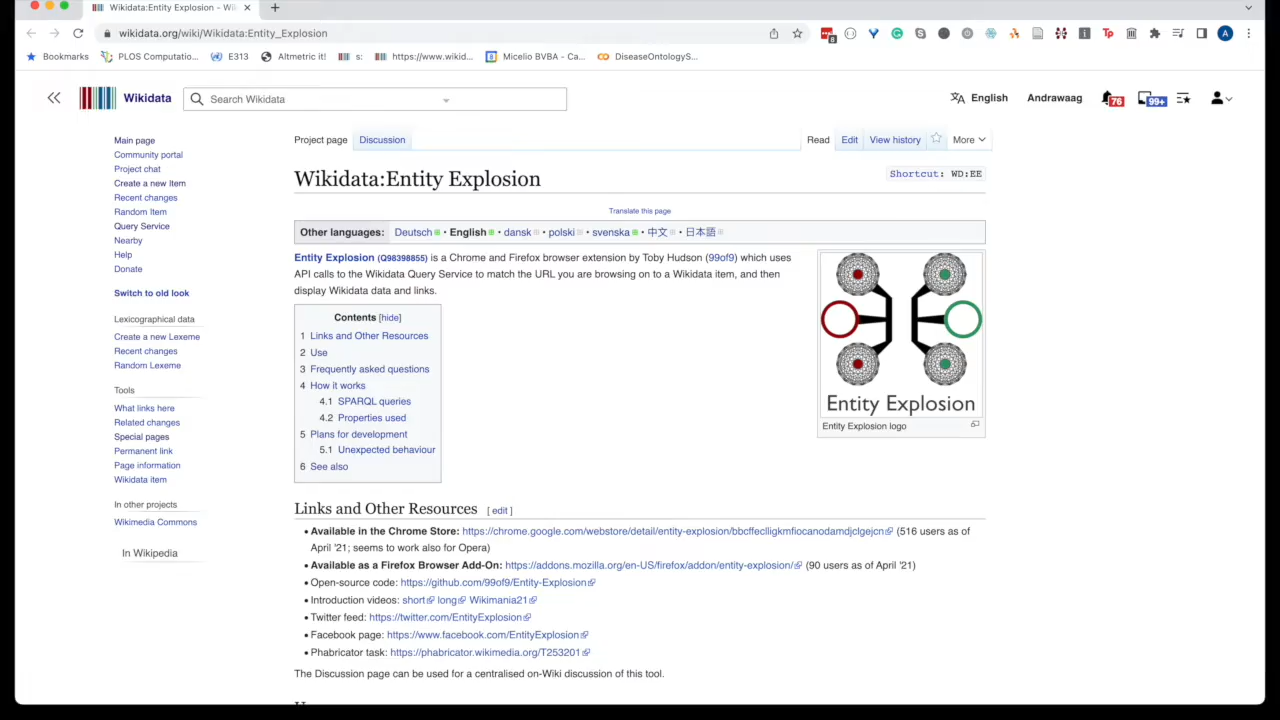 Wikidata:Entity Explosion - Wi
wikidata.org/wiki/Wikidata:Entity_Explosion
8
Tp
A
Bookmarks
PLOS Computatio...
E313
Altmetric it!
s:
https://www.wikid...
Micelio BVBA - Ca...
DiseaseOntologyS...
Wikidata
Search Wikidata
English
Andrawaag
76
99+
Main page
Community portal
Project chat
Create a new Item
Recent changes
Random Item
Query Service
Nearby
Help
Donate
Switch to old look
Lexicographical data
Create a new Lexeme
Recent changes
Random Lexeme
Tools
What links here
Related changes
Special pages
Permanent link
Page information
Wikidata item
In other projects
Wikimedia Commons
In Wikipedia
Project page
Discussion
Read
Edit
View history
More
Wikidata:Entity Explosion
Shortcut: WD:EE
Translate this page
Other languages: Deutsch • English • dansk • polski • svenska • 中文 • 日本語
Entity Explosion (Q98398855) is a Chrome and Firefox browser extension by Toby Hudson (99of9) which uses
API calls to the Wikidata Query Service to match the URL you are browsing on to a Wikidata item, and then
display Wikidata data and links.
Entity Explosion
Entity Explosion logo
Contents [hide]
1 Links and Other Resources
2 Use
3 Frequently asked questions
4 How it works
4.1 SPARQL queries
4.2 Properties used
5 Plans for development
5.1 Unexpected behaviour
6 See also
Links and Other Resources [ edit ]
• Available in the Chrome Store: https://chrome.google.com/webstore/detail/entity-explosion/bbcffeclligkmfiocanodamdjclgejcn (516 users as of
April '21; seems to work also for Opera)
• Available as a Firefox Browser Add-On: https://addons.mozilla.org/en-US/firefox/addon/entity-explosion/ (90 users as of April '21)
• Open-source code: https://github.com/99of9/Entity-Explosion
• Introduction videos: short long Wikimania21
• Twitter feed: https://twitter.com/EntityExplosion
• Facebook page: https://www.facebook.com/EntityExplosion
• Phabricator task: https://phabricator.wikimedia.org/T253201
The Discussion page can be used for a centralised on-Wiki discussion of this tool.